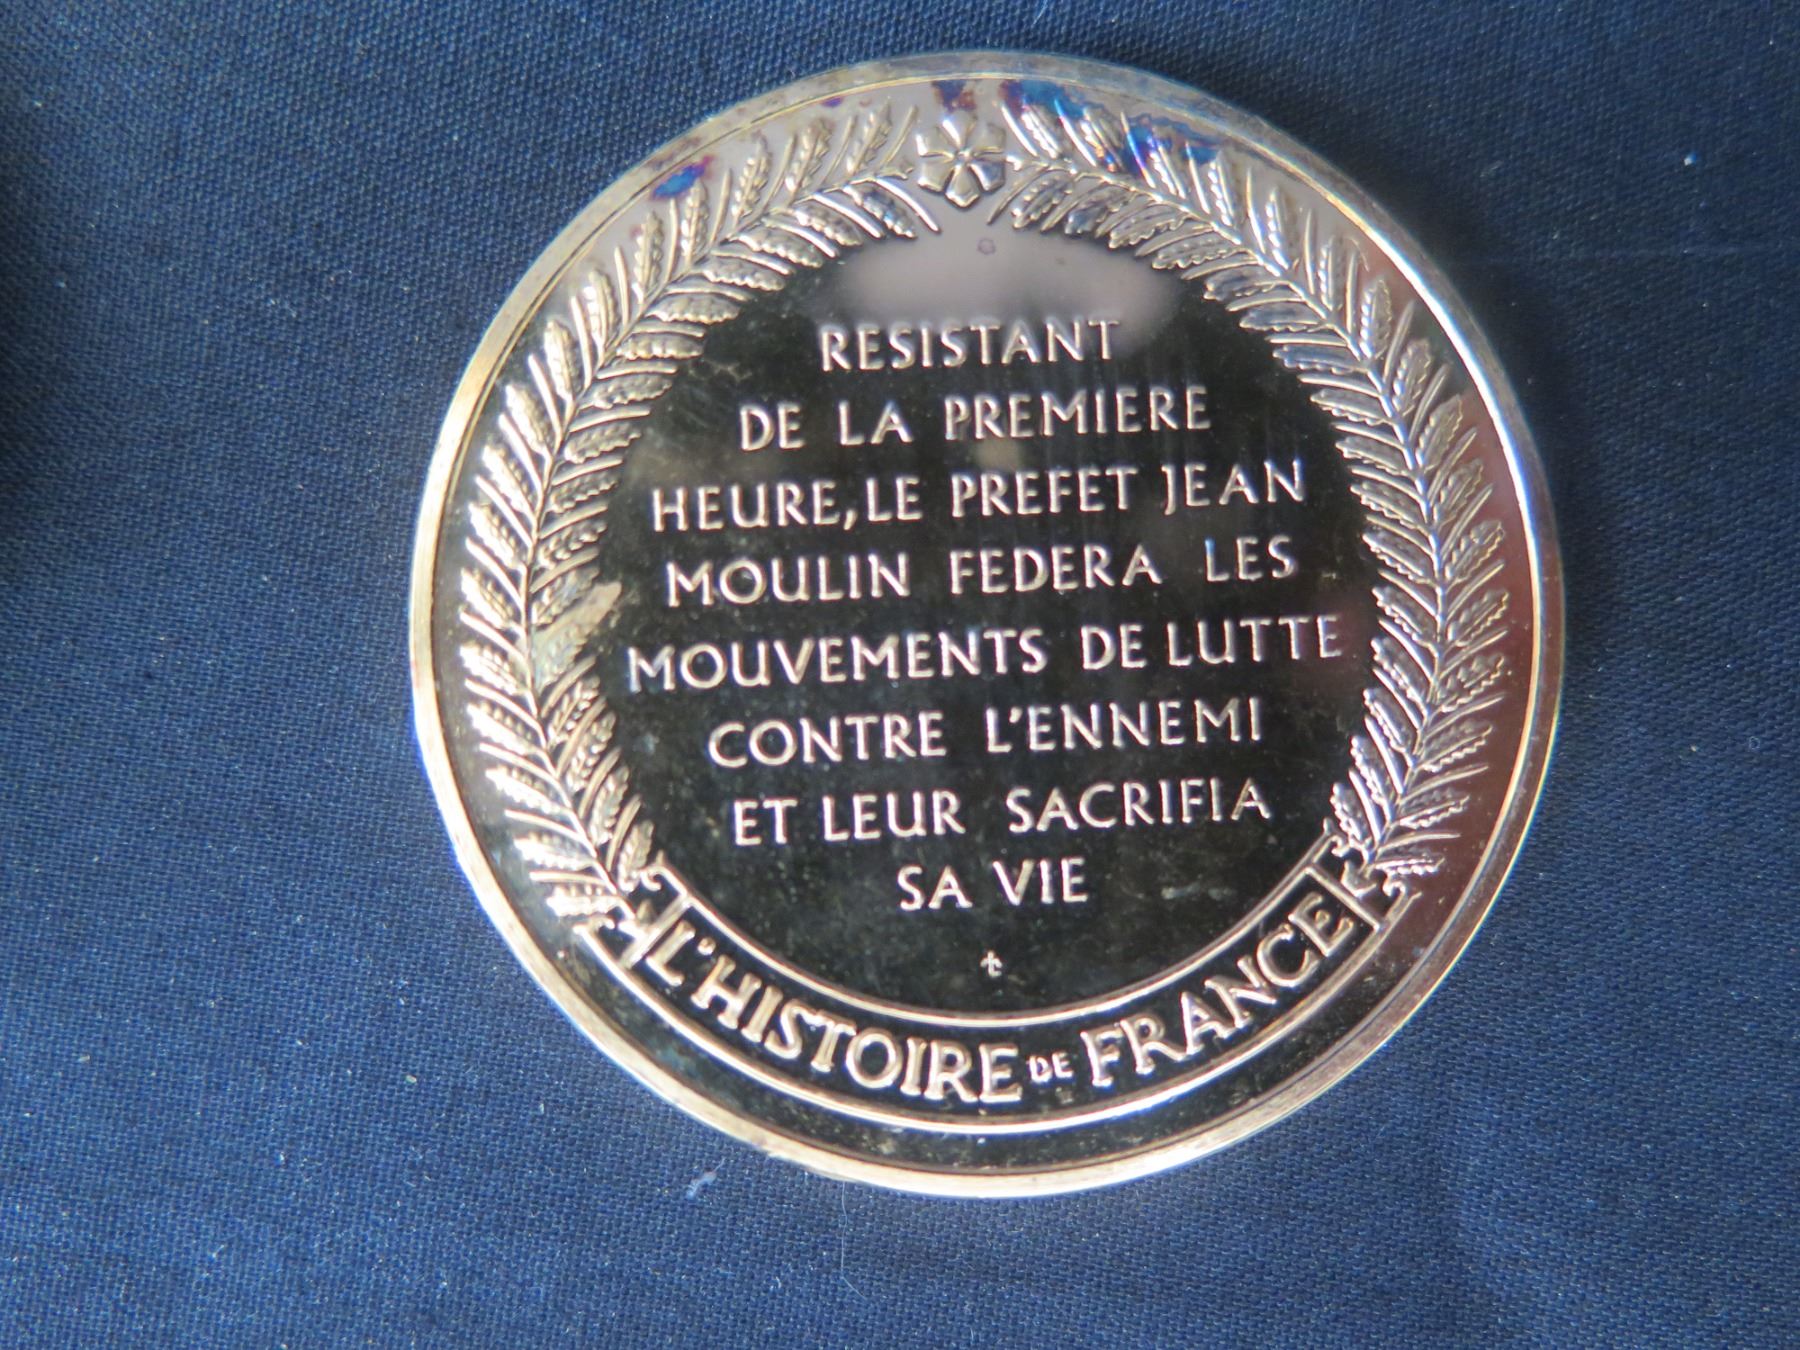 RESISTANT
DE LA PREMIERE
HEURE, LE PREFET JEAN
MOULIN FEDERA LES
MOUVEMENTS DE LUTTE
CONTRE L'ENNEMI
ET LEUR SACRIFIA
SA VIE
L'HISTOIRE DE FRANCE